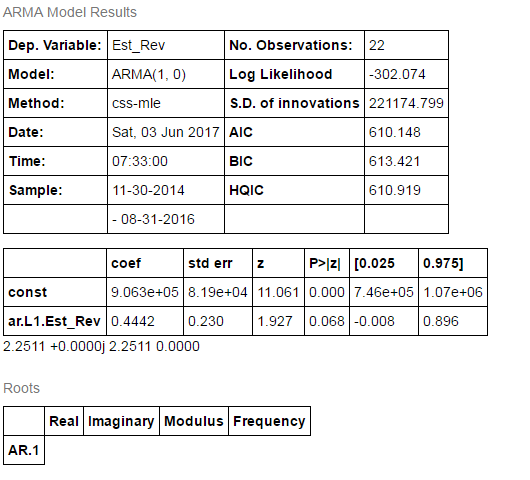 ARMA Model Results
Dep. Variable: Est_Rev No. Observations: 22
Model: ARMA(1, 0) Log Likelihood -302.074
Method: css-mle S.D. of innovations 221174.799
Date: Sat, 03 Jun 2017 AIC 610.148
Time: 07:33:00 BIC 613.421
Sample: 11-30-2014 HQIC 610.919
- 08-31-2016
coef std err z P>|z| [0.025 0.975]
const 9.063e+05 8.19e+04 11.061 0.000 7.46e+05 1.07e+06
ar.L1.Est_Rev 0.4442 0.230 1.927 0.068 -0.008 0.896
2.2511 +0.0000j 2.2511 0.0000
Roots
Real Imaginary Modulus Frequency
AR.1